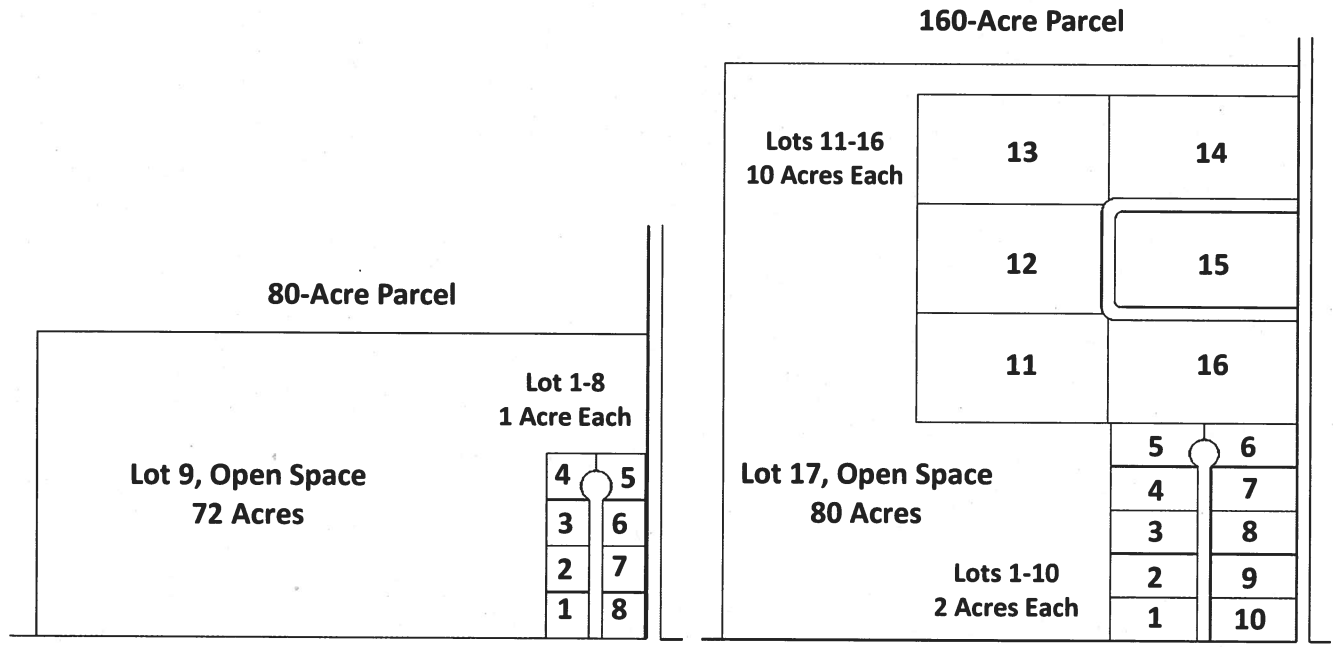 80-Acre Parcel
Lot 1-8
1 Acre Each
Lot 9, Open Space
72 Acres
4
5
3
6
2
7
1
8
160-Acre Parcel
Lots 11-16
10 Acres Each
13
14
12
15
11
16
Lot 17, Open Space
80 Acres
5
6
4
7
3
8
Lots 1-10
2 Acres Each
2
9
1
10